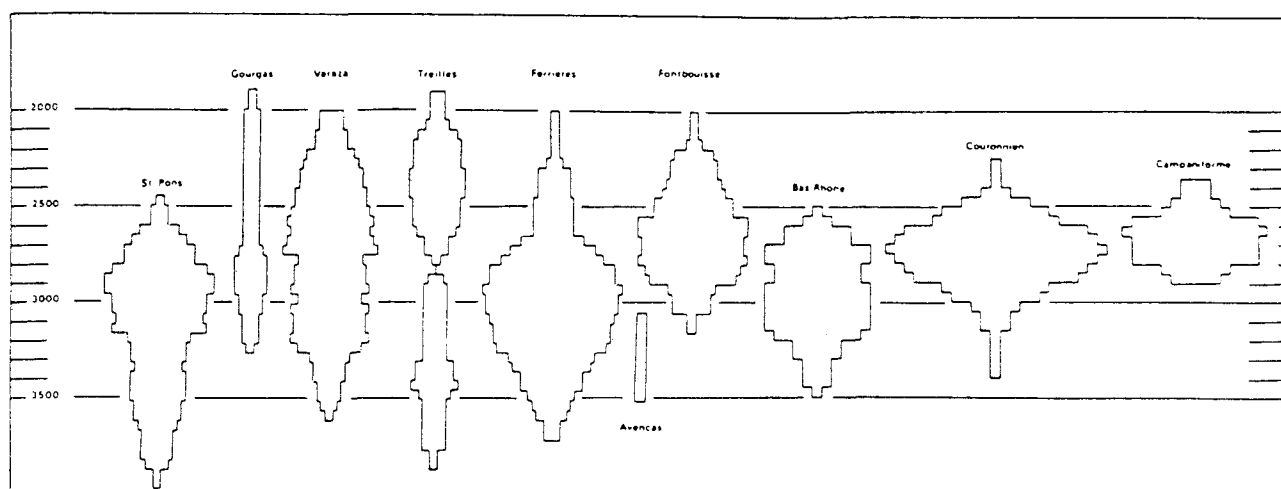 Gourgas
Veraza
Treilles
Ferrieres
Fontbouisse
2000
Couronnien
Campaniforme
St. Pons
Bas Rhone
2500
3000
3500
Avencas